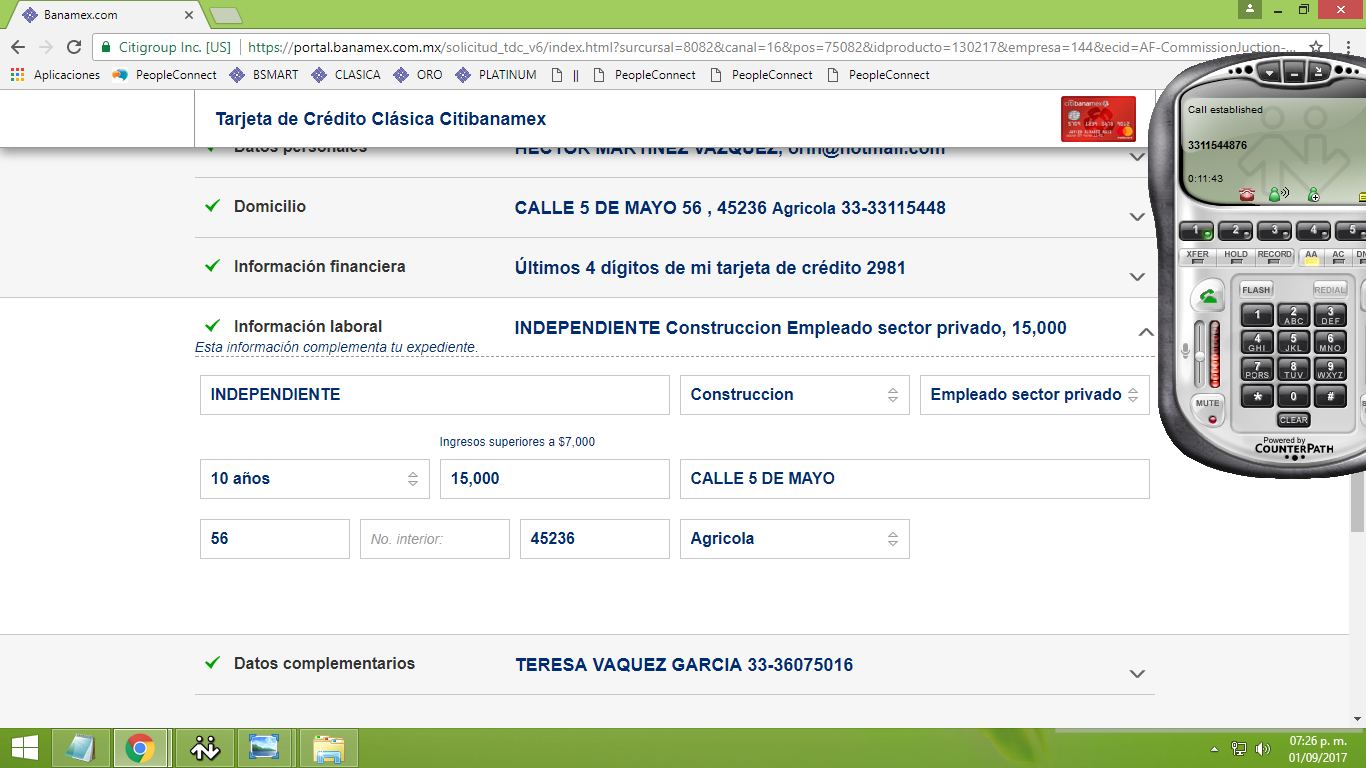 Banamex.com
Citigroup Inc. [US]
https://portal.banamex.com.mx/solicitud_tdc_v6/index.html?surcursal=8082&canal=16&pos=75082&idproducto=130217&empresa=144&ecid=AF-CommissionJuction-...
Aplicaciones PeopleConnect BSMART CLASICA ORO PLATINUM || PeopleConnect PeopleConnect PeopleConnect
Tarjeta de Crédito Clásica Citibanamex
citibanamex
Datos personales HECTOR MARTINEZ VAZQUEZ, orin@hotmail.com
Domicilio CALLE 5 DE MAYO 56 , 45236 Agricola 33-33115448
Información financiera Últimos 4 dígitos de mi tarjeta de crédito 2981
Información laboral INDEPENDIENTE Construccion Empleado sector privado, 15,000
Esta información complementa tu expediente.
INDEPENDIENTE Construccion Empleado sector privado
Ingresos superiores a $7,000
10 años 15,000 CALLE 5 DE MAYO
56 No. interior: 45236 Agricola
Datos complementarios TERESA VAQUEZ GARCIA 33-36075016
Call established
3311544876
0:11:43
1 2 3 4 5
XFER HOLD RECORD AA AC
FLASH REDIAL
1 2 ABC 3 DEF
4 GHI 5 JKL 6 MNO
7 PQRS 8 TUV 9 WXYZ
* 0 #
MUTE
CLEAR
Powered by
COUNTERPATH
07:26 p. m.
01/09/2017